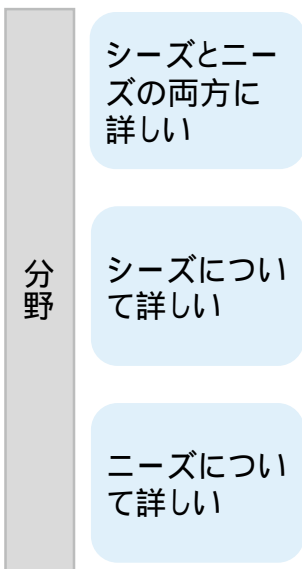 分野
シーズとニー
ズの両方に
詳しい
シーズについ
て詳しい
ニーズについ
て詳しい